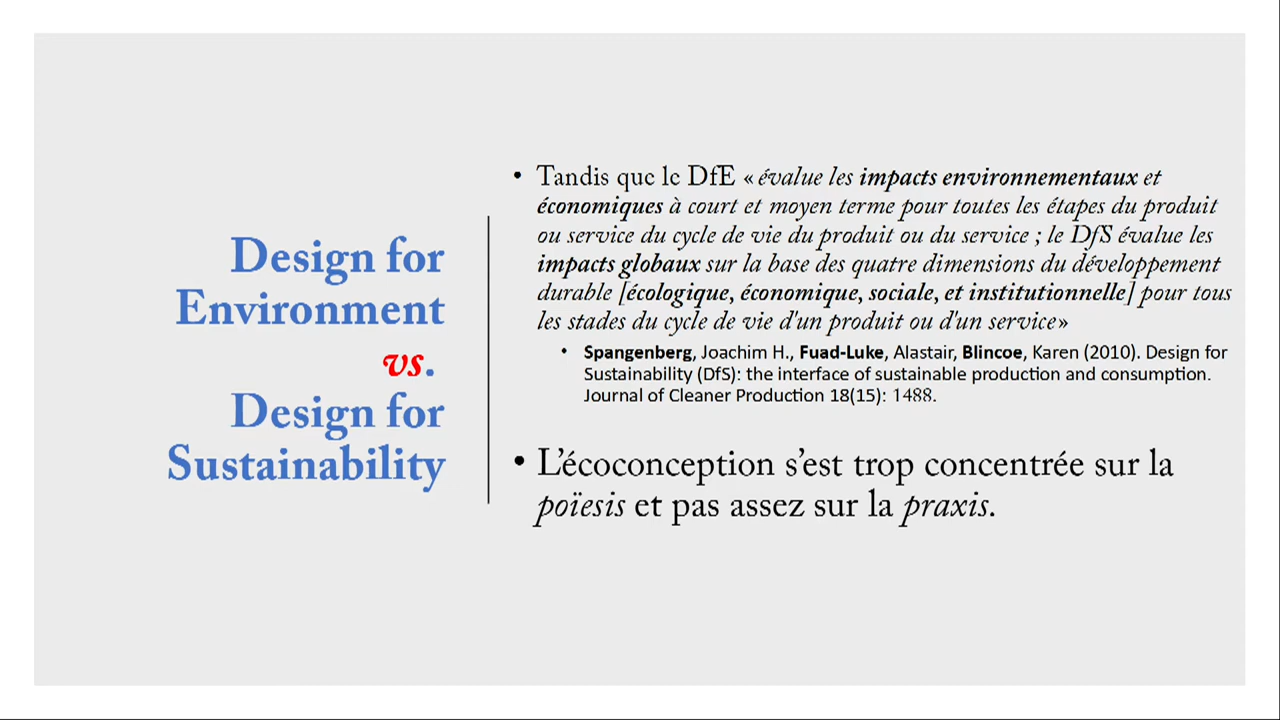 Design for
Environment
vs.
Design for
Sustainability
• Tandis que le DfE « évalue les impacts environnementaux et
économiques à court et moyen terme pour toutes les étapes du produit
ou service du cycle de vie du produit ou du service ; le DfS évalue les
impacts globaux sur la base des quatre dimensions du développement
durable [écologique, économique, sociale, et institutionnelle] pour tous
les stades du cycle de vie d'un produit ou d'un service»
• Spangenberg, Joachim H., Fuad-Luke, Alastair, Blincoe, Karen (2010). Design for
Sustainability (DfS): the interface of sustainable production and consumption.
Journal of Cleaner Production 18(15): 1488.
• L’écoconception s’est trop concentrée sur la
poïesis et pas assez sur la praxis.